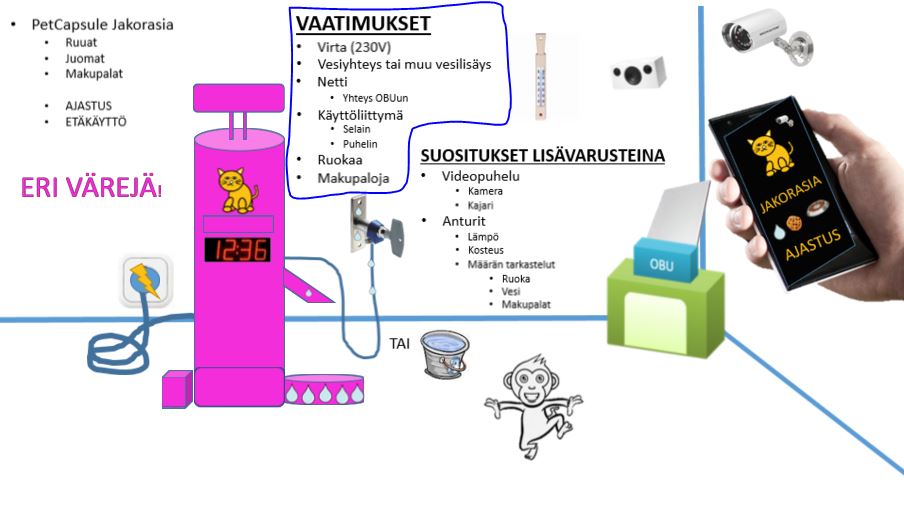 PetCapsule Jakorasia
Ruuat
Juomat
Makupalat
AJASTUS
ETÄKÄYTTÖ
ERI VÄREJÄ!
12:36
VAATIMUKSET
Virta (230V)
Vesiyhteys tai muu vesilisäys
Netti
Yhteys OBUun
Käyttöliittymä
Selain
Puhelin
Ruokaa
Makupaloja
SUOSITUKSET LISÄVARUSTEINA
Videopuhelu
Kamera
Kajari
Anturit
Lämpö
Kosteus
Määrän tarkastelut
Ruoka
Vesi
Makupalat
TAI
OBU
JAKORASIA
AJASTUS